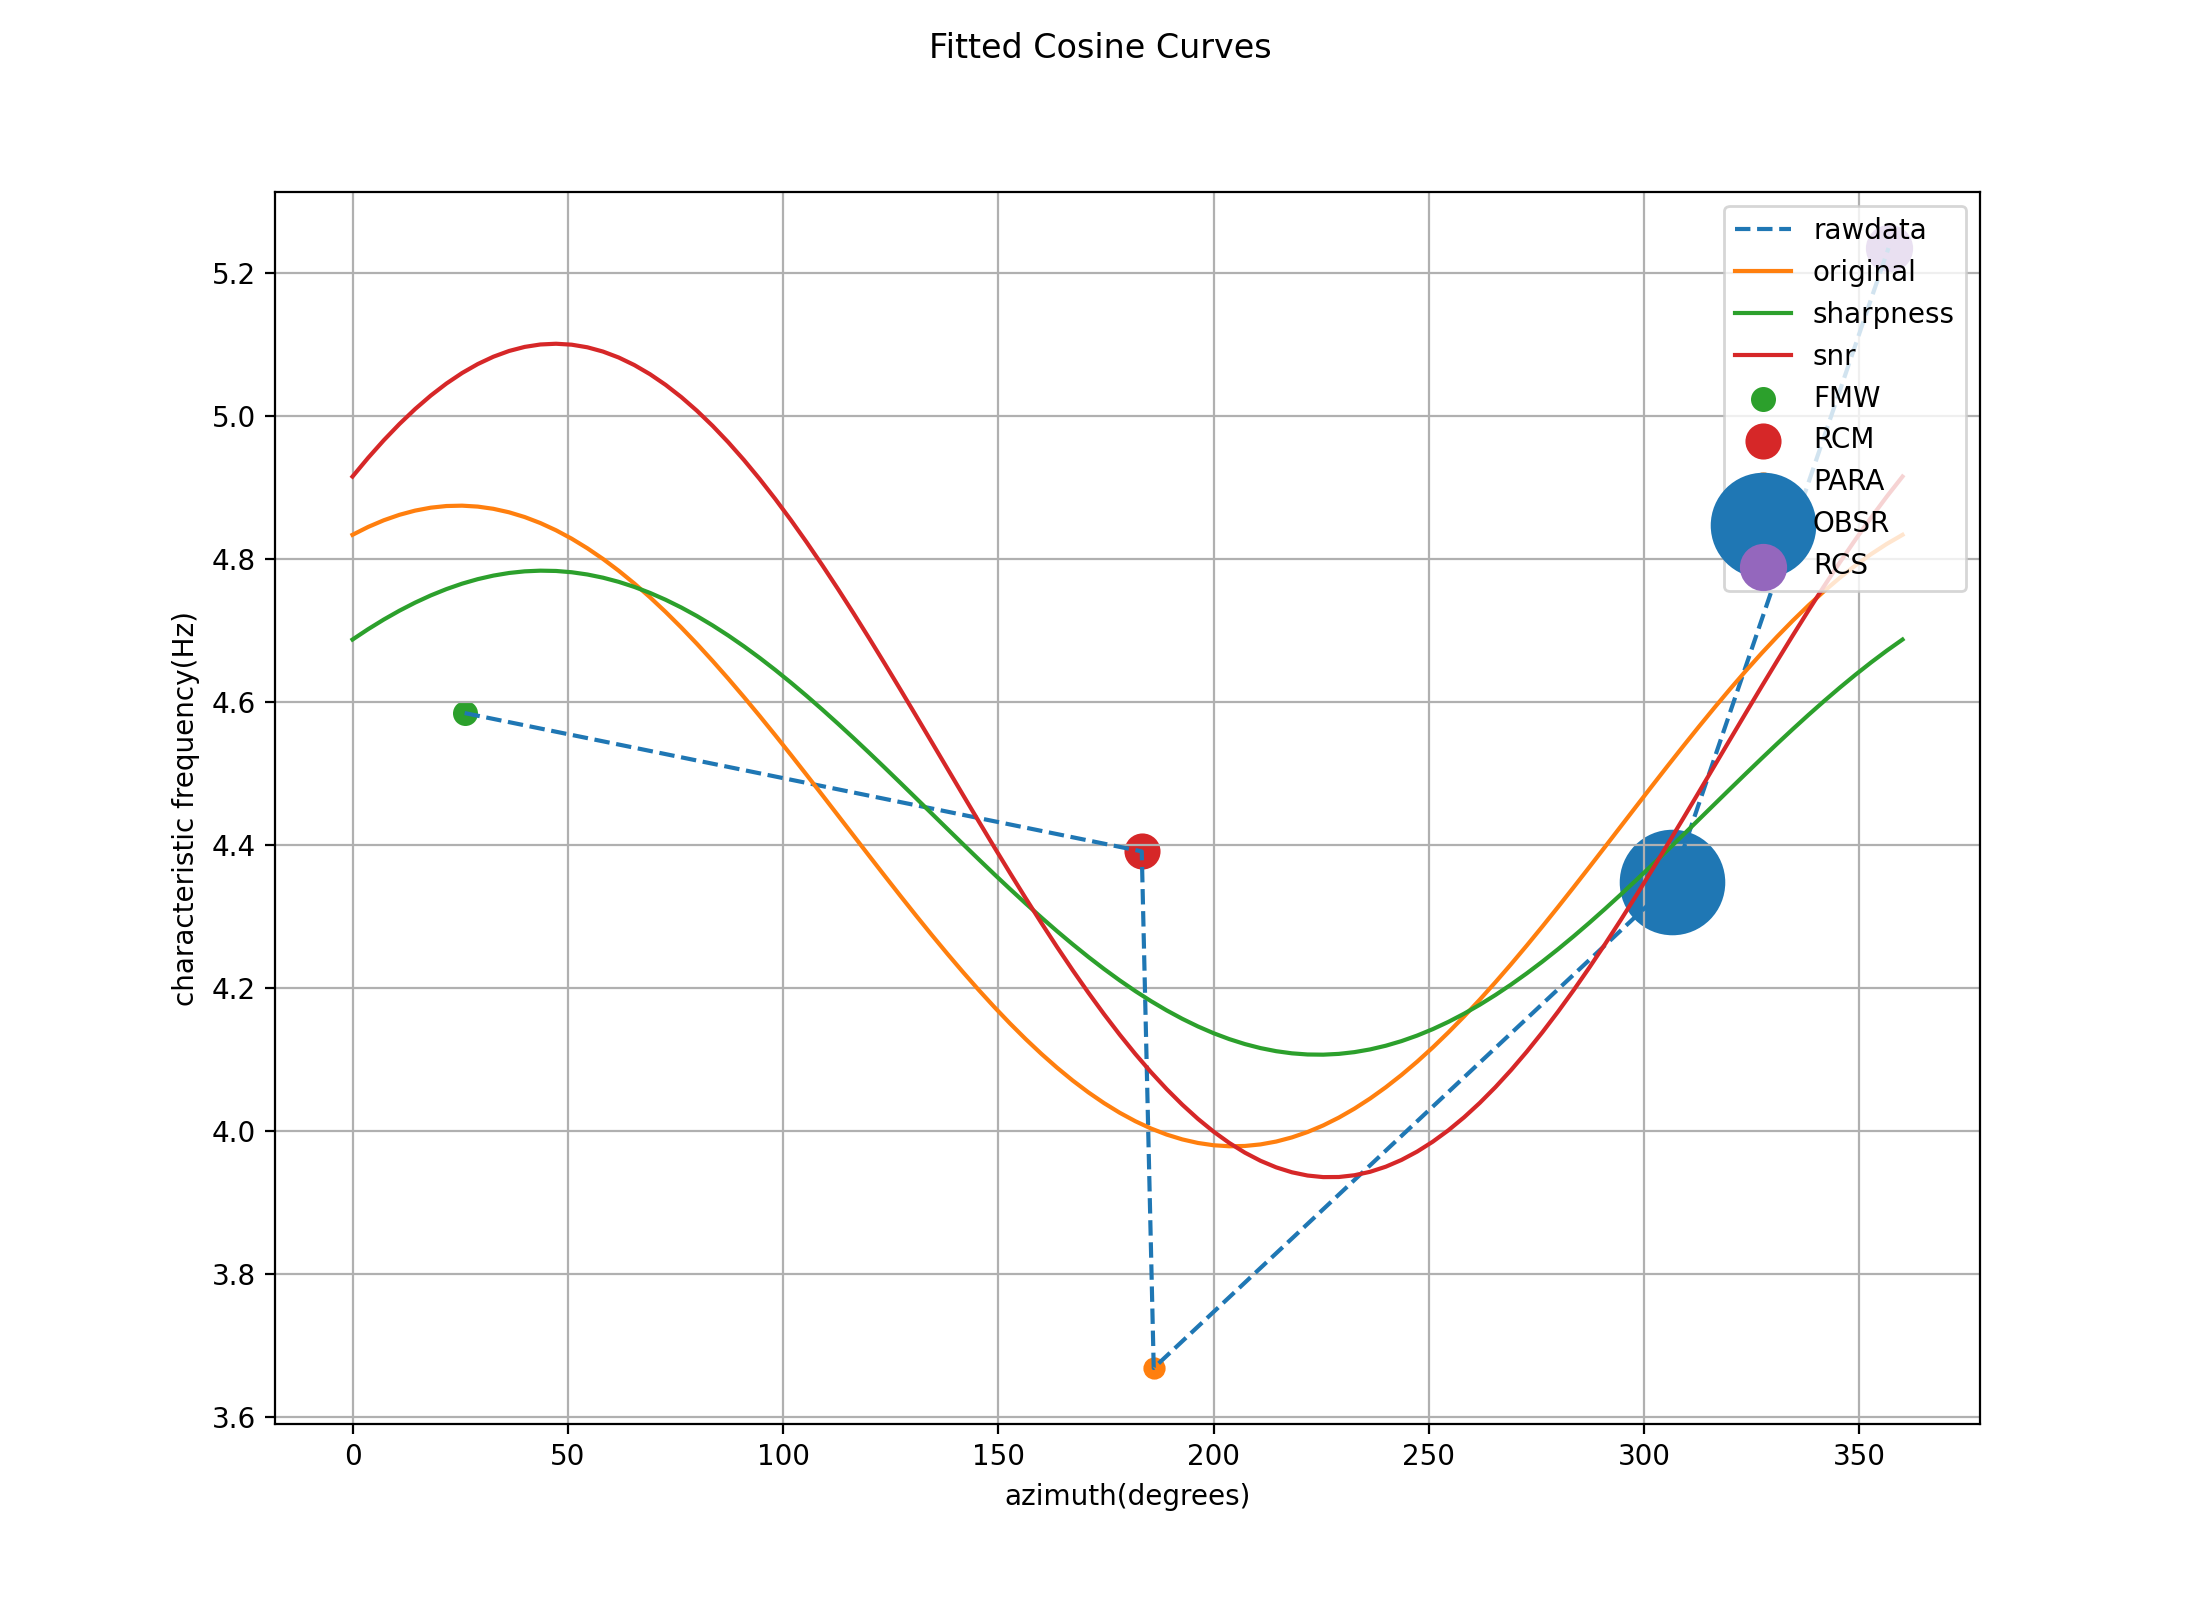 Fitted Cosine Curves
rawdata
original
sharpness
snr
FMW
RCM
PARA
OBSR
RCS
5.2
5.0
4.8
4.6
4.4
4.2
4.0
3.8
3.6
characteristic frequency(Hz)
0 50 100 150 200 250 300 350
azimuth(degrees)